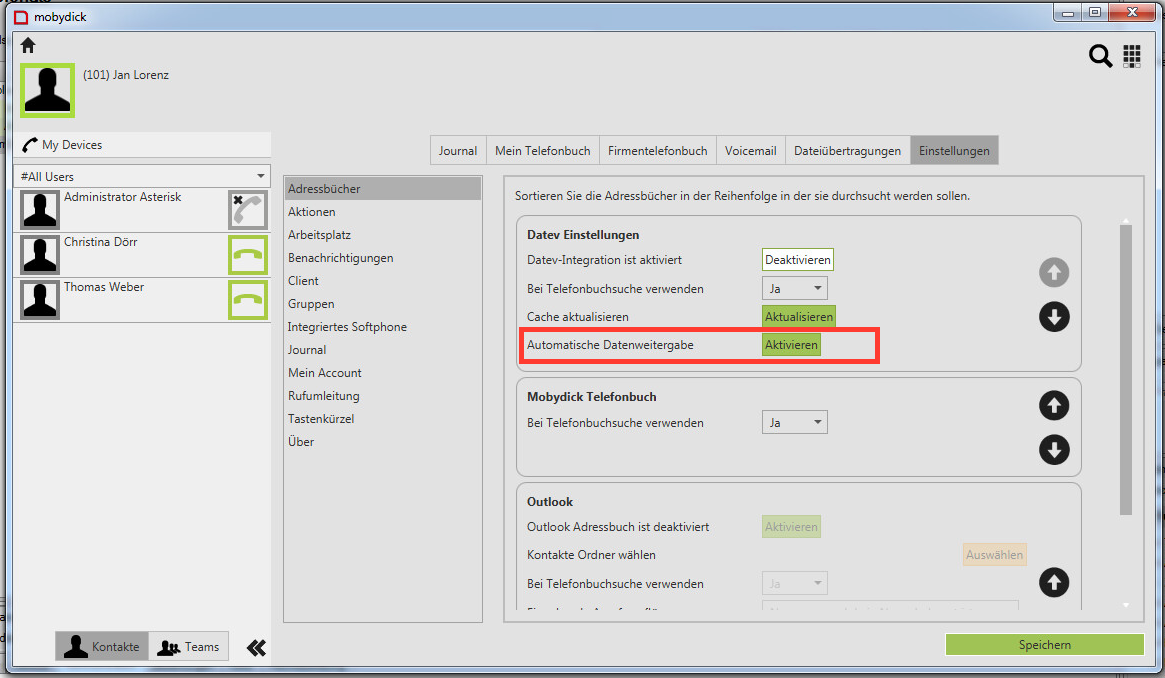 mobydick
(101) Jan Lorenz
My Devices
#All Users
Administrator Asterisk
Christina Dörr
Thomas Weber
Kontakte
Teams
Journal
Mein Telefonbuch
Firmentelefonbuch
Voicemail
Dateiübertragungen
Einstellungen
Adressbücher
Aktionen
Arbeitsplatz
Benachrichtigungen
Client
Gruppen
Integriertes Softphone
Journal
Mein Account
Rufumleitung
Tastenkürzel
Über
Sortieren Sie die Adressbücher in der Reihenfolge in der sie durchsucht werden sollen.
Datev Einstellungen
Datev-Integration ist aktiviert Deaktivieren
Bei Telefonbuchsuche verwenden Ja
Cache aktualisieren Aktualisieren
Automatische Datenweitergabe Aktivieren
Mobydick Telefonbuch
Bei Telefonbuchsuche verwenden Ja
Outlook
Outlook Adressbuch ist deaktiviert Aktivieren
Kontakte Ordner wählen Auswählen
Bei Telefonbuchsuche verwenden Ja
Speichern